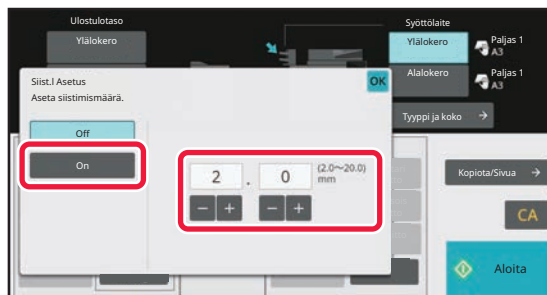 Ulostulotaso
Ylälokero
Syöttölaite
Ylälokero
Paljas 1
A3
Alalokero
Paljas 1
A3
Tyyppi ja koko
Siist.l Asetus
OK
Aseta siistimismäärä.
Off
On
2 . 0 (2.0~20.0)
mm
− + − +
Kopiota/Sivua
CA
Aloita